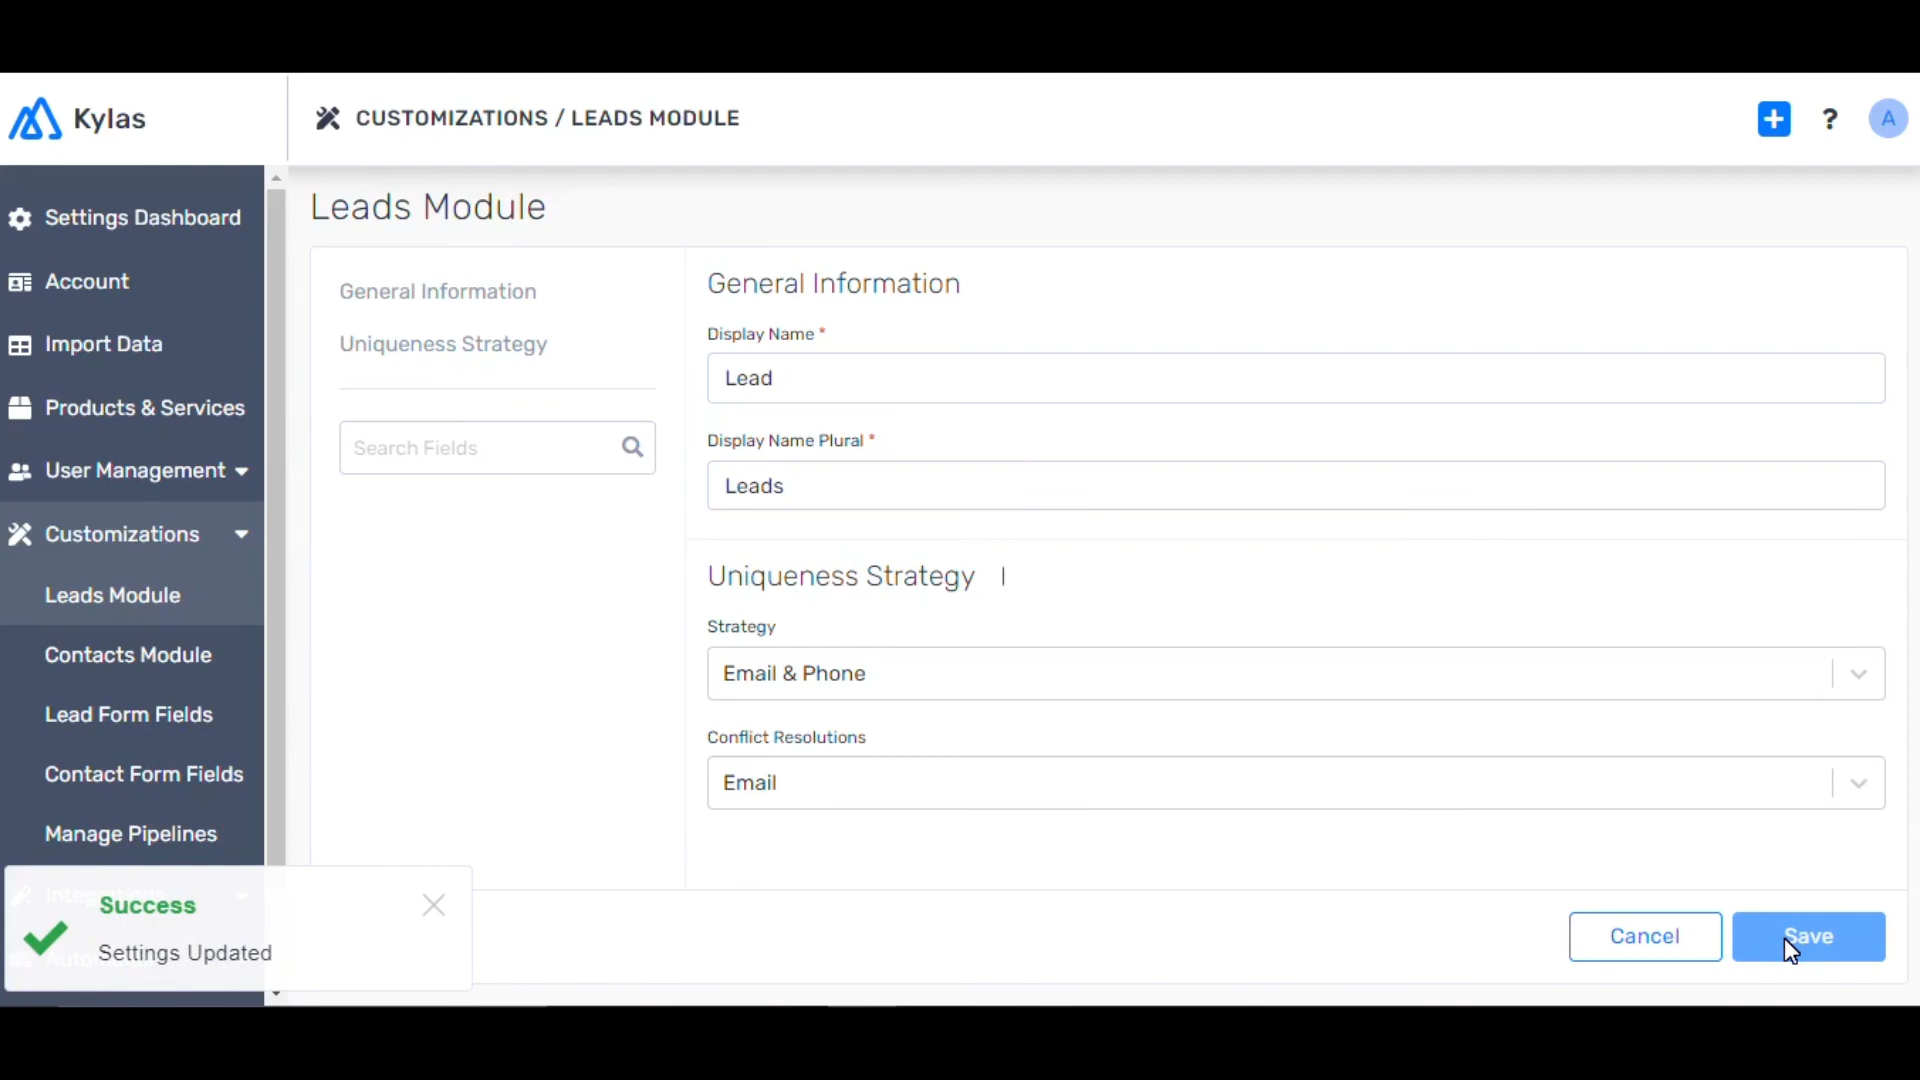 Kylas
CUSTOMIZATIONS / LEADS MODULE
?
A
Settings Dashboard
Account
Import Data
Products & Services
User Management
Customizations
Leads Module
Contacts Module
Lead Form Fields
Contact Form Fields
Manage Pipelines
Leads Module
General Information
Uniqueness Strategy
Search Fields
General Information
Display Name *
Lead
Display Name Plural *
Leads
Uniqueness Strategy
Strategy
Email & Phone
Conflict Resolutions
Email
Cancel
Save
Success
Settings Updated